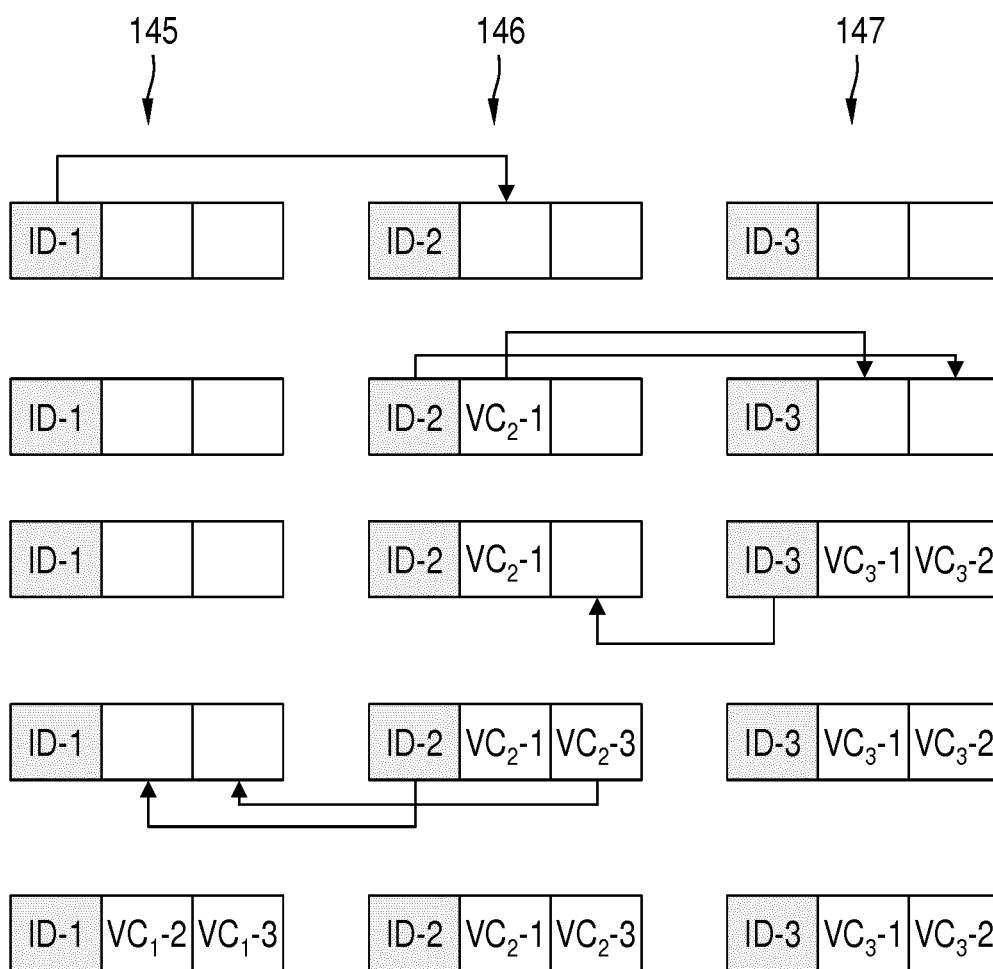 145 146 147
ID-1 ID-2 ID-3
ID-1 ID-2 VC₂-1 ID-3
ID-1 ID-2 VC₂-1 ID-3 VC₃-1 VC₃-2
ID-1 ID-2 VC₂-1 VC₂-3 ID-3 VC₃-1 VC₃-2
ID-1 VC₁-2 VC₁-3 ID-2 VC₂-1 VC₂-3 ID-3 VC₃-1 VC₃-2